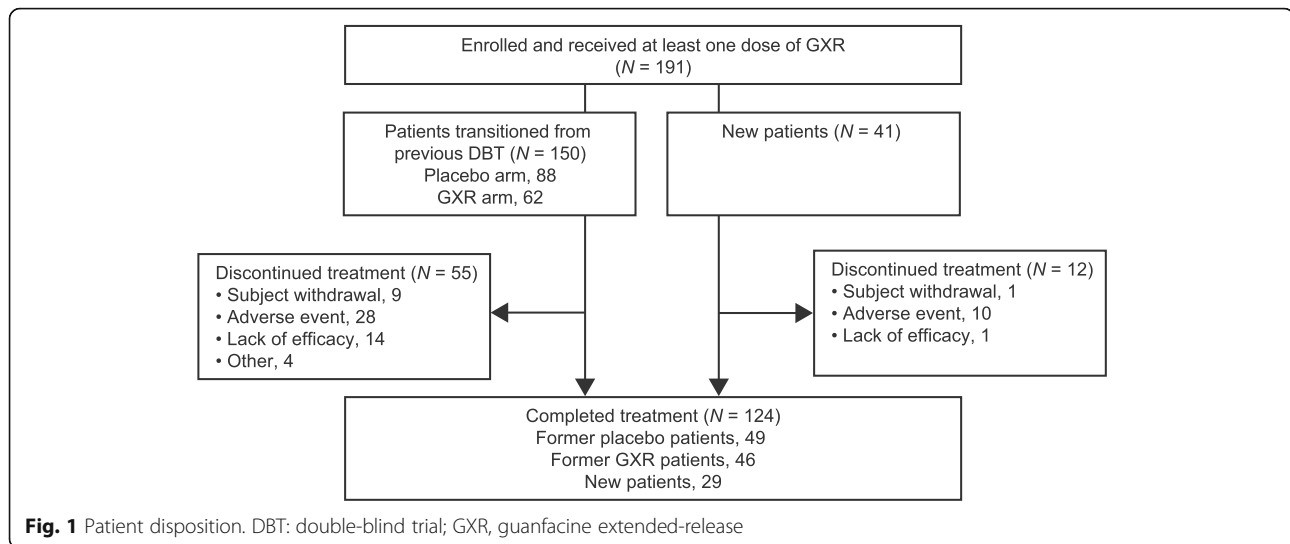 Enrolled and received at least one dose of GXR
(N = 191)
Patients transitioned from
previous DBT (N = 150)
Placebo arm, 88
GXR arm, 62
New patients (N = 41)
Discontinued treatment (N = 55)
• Subject withdrawal, 9
• Adverse event, 28
• Lack of efficacy, 14
• Other, 4
Discontinued treatment (N = 12)
• Subject withdrawal, 1
• Adverse event, 10
• Lack of efficacy, 1
Completed treatment (N = 124)
Former placebo patients, 49
Former GXR patients, 46
New patients, 29
Fig. 1 Patient disposition. DBT: double-blind trial; GXR, guanfacine extended-release